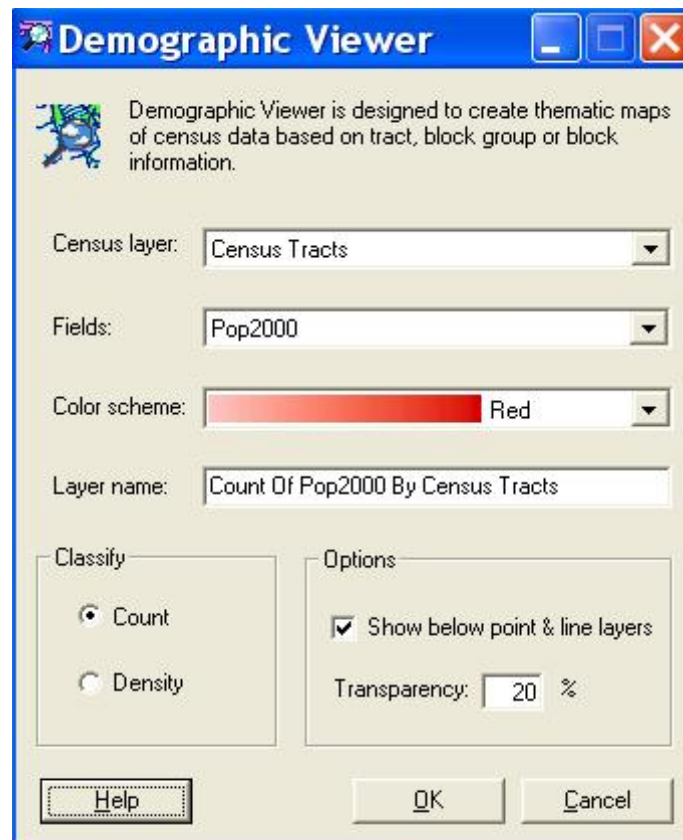 Demographic Viewer
Demographic Viewer is designed to create thematic maps
of census data based on tract, block group or block
information.
Census layer: Census Tracts
Fields: Pop2000
Color scheme: Red
Layer name: Count Of Pop2000 By Census Tracts
Classify
Count
Density
Options
Show below point & line layers
Transparency: 20 %
Help OK Cancel